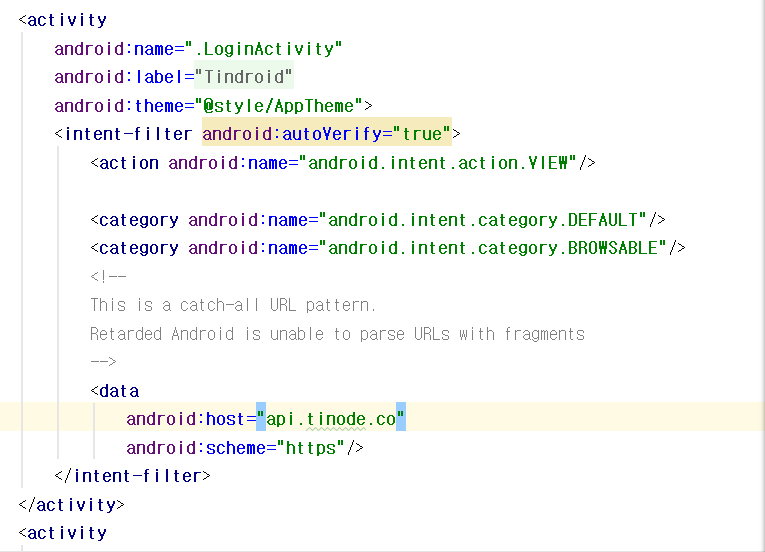 <activity
android:name=".LoginActivity"
android:label="Tindroid"
android:theme="@style/AppTheme">
<intent-filter android:autoVerify="true">
<action android:name="android.intent.action.VIEW"/>
<category android:name="android.intent.category.DEFAULT"/>
<category android:name="android.intent.category.BROWSABLE"/>
<!--
This is a catch-all URL pattern.
Retarded Android is unable to parse URLs with fragments
-->
<data
android:host="api.tinode.co"
android:scheme="https"/>
</intent-filter>
</activity>
<activity